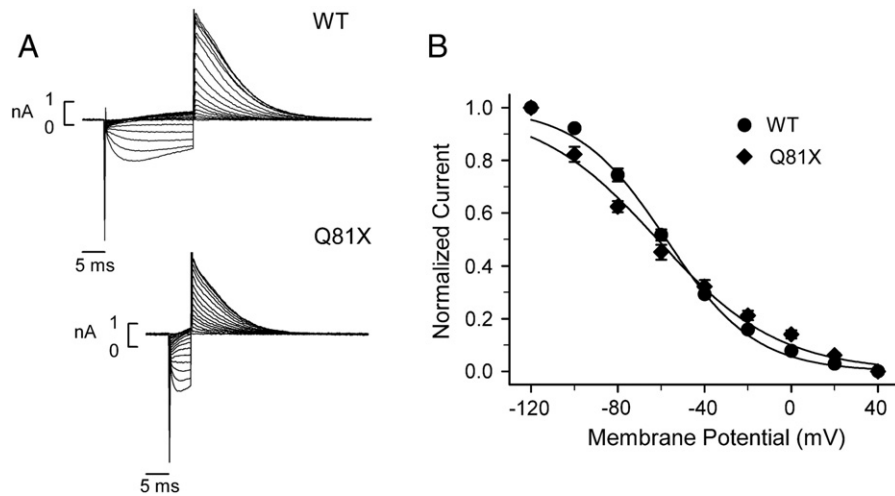 A
WT
nA
1
0
5 ms
Q81X
nA
1
0
5 ms
B
Normalized Current
1.0
0.8
0.6
0.4
0.2
0.0
WT
Q81X
-120 -80 -40 0 40
Membrane Potential (mV)